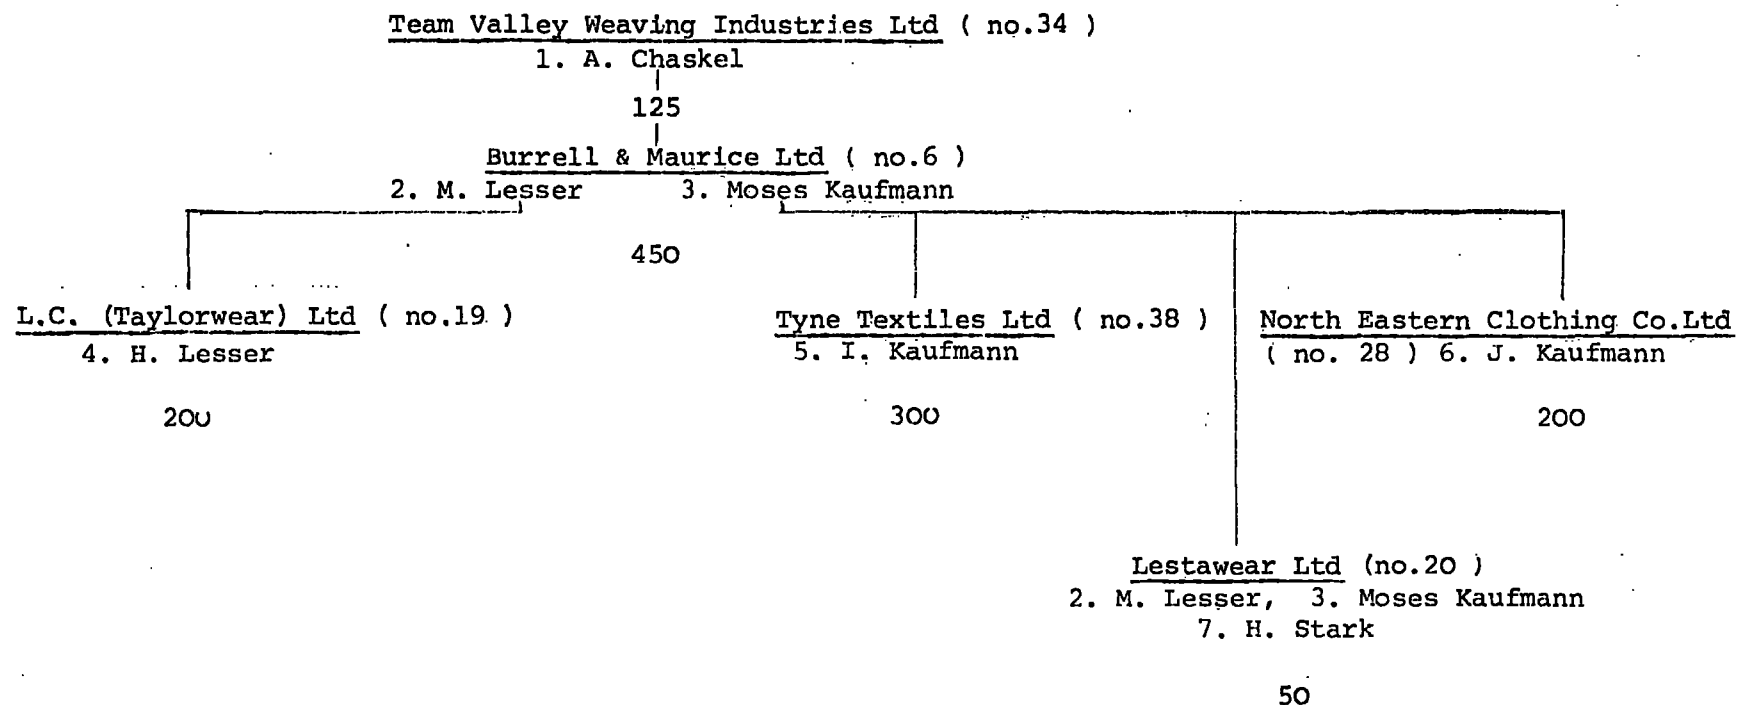 Team Valley Weaving Industries Ltd ( no.34 )
1. A. Chaskel
125
Burrell & Maurice Ltd ( no.6 )
2. M. Lesser 3. Moses Kaufmann
450
L.C. (Taylorwear) Ltd ( no.19 )
4. H. Lesser
200
Tyne Textiles Ltd ( no.38 )
5. I. Kaufmann
300
North Eastern Clothing Co.Ltd
( no. 28 ) 6. J. Kaufmann
200
Lestawear Ltd (no.20 )
2. M. Lesser, 3. Moses Kaufmann
7. H. Stark
50